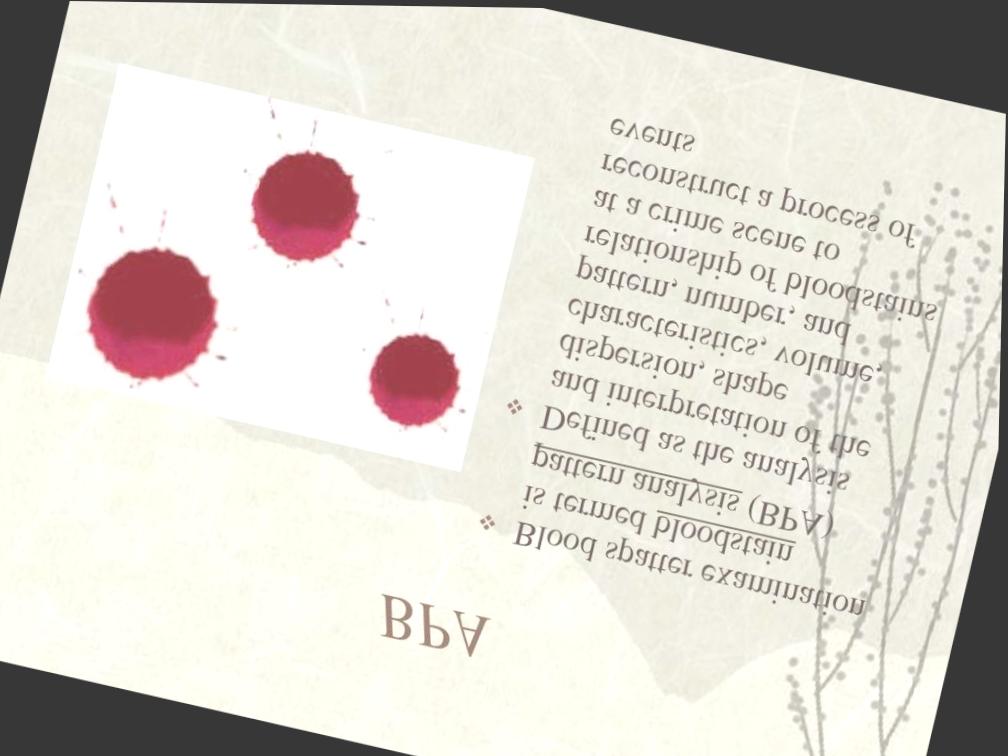 BPA
Blood spatter examination
is termed bloodstain
pattern analysis (BPA)
Defined as the analysis
and interpretation of the
dispersion, shape
characteristics, volume,
pattern, number, and
relationship of bloodstains
at a crime scene to
reconstruct a process of
events